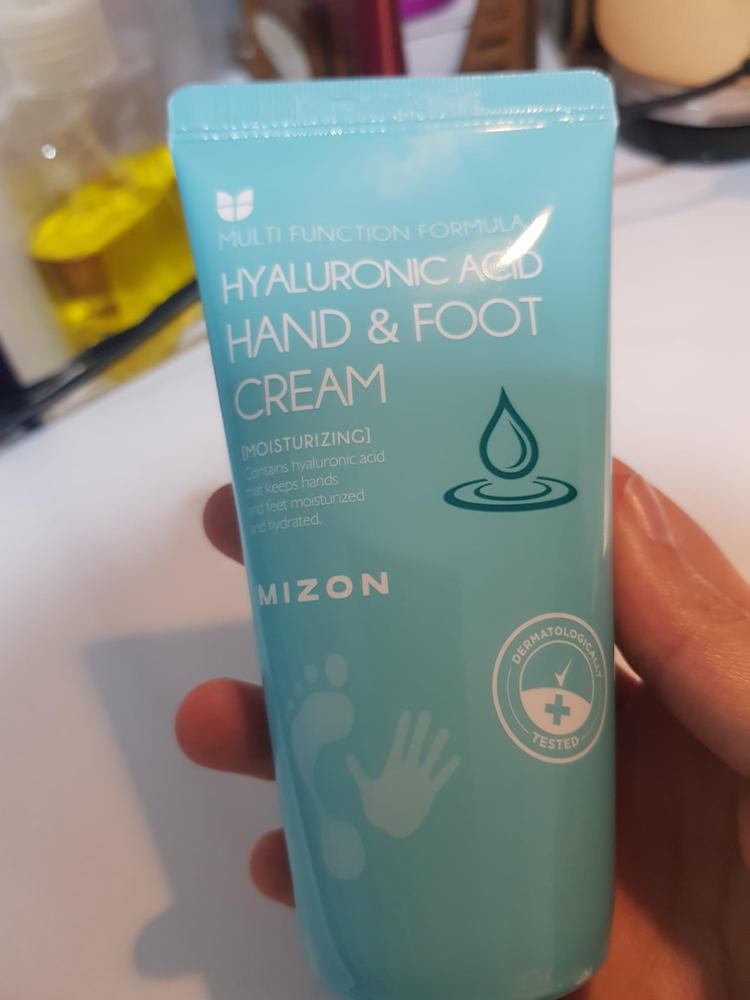 MULTI FUNCTION FORMULA
HYALURONIC ACID
HAND & FOOT
CREAM
[MOISTURIZING]
Contains hyaluronic acid
that keeps hands
and feet moisturized
and hydrated.
MIZON
DERMATOLOGICALLY
TESTED